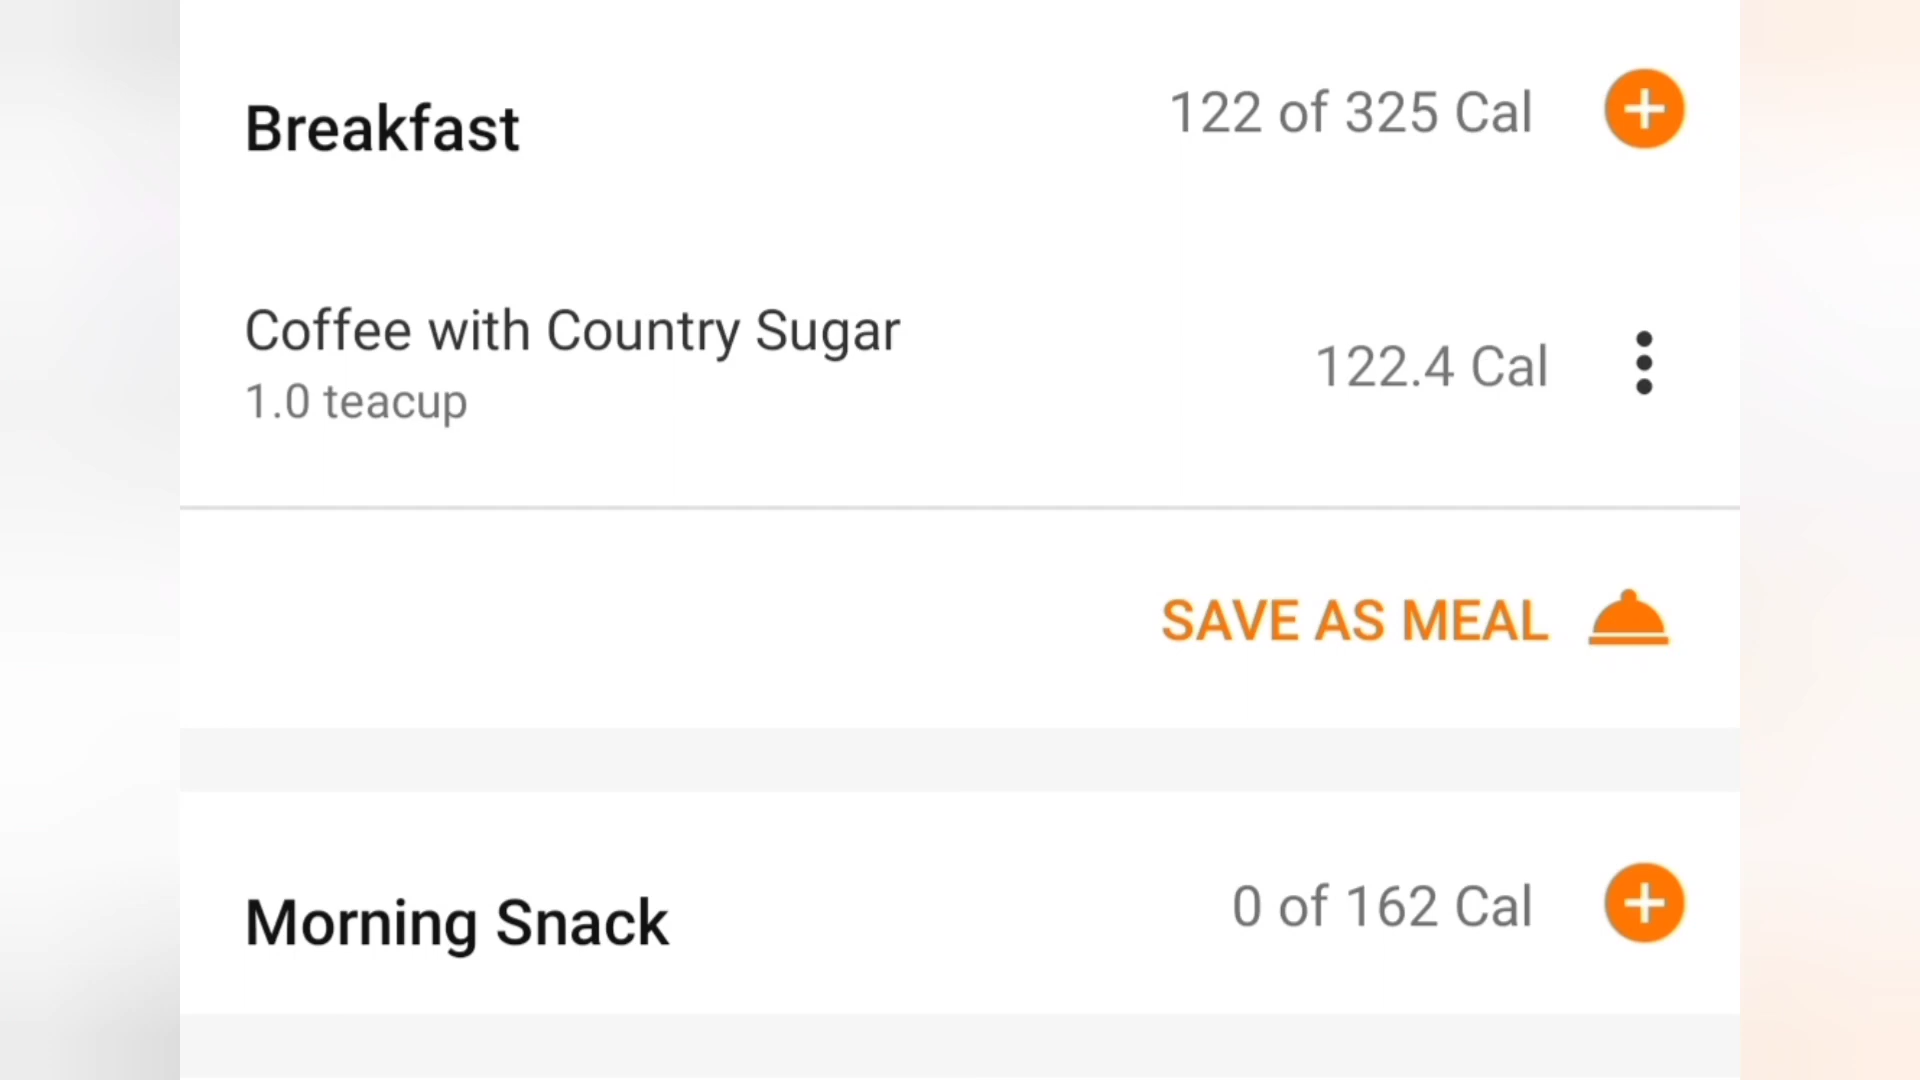 Breakfast
122 of 325 Cal
Coffee with Country Sugar
1.0 teacup
122.4 Cal
SAVE AS MEAL
Morning Snack
0 of 162 Cal